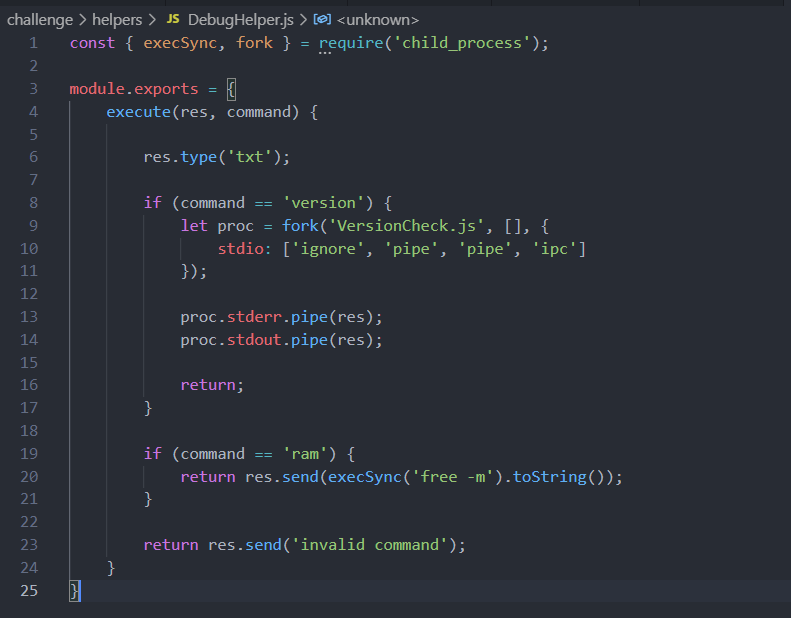 challenge > helpers > JS DebugHelper.js > <unknown>
1 const { execSync, fork } = require('child_process');
2
3 module.exports = {
4     execute(res, command) {
5
6         res.type('txt');
7
8         if (command == 'version') {
9             let proc = fork('VersionCheck.js', [], {
10                 stdio: ['ignore', 'pipe', 'pipe', 'ipc']
11             });
12
13             proc.stderr.pipe(res);
14             proc.stdout.pipe(res);
15
16             return;
17         }
18
19         if (command == 'ram') {
20             return res.send(execSync('free -m').toString());
21         }
22
23         return res.send('invalid command');
24     }
25 }